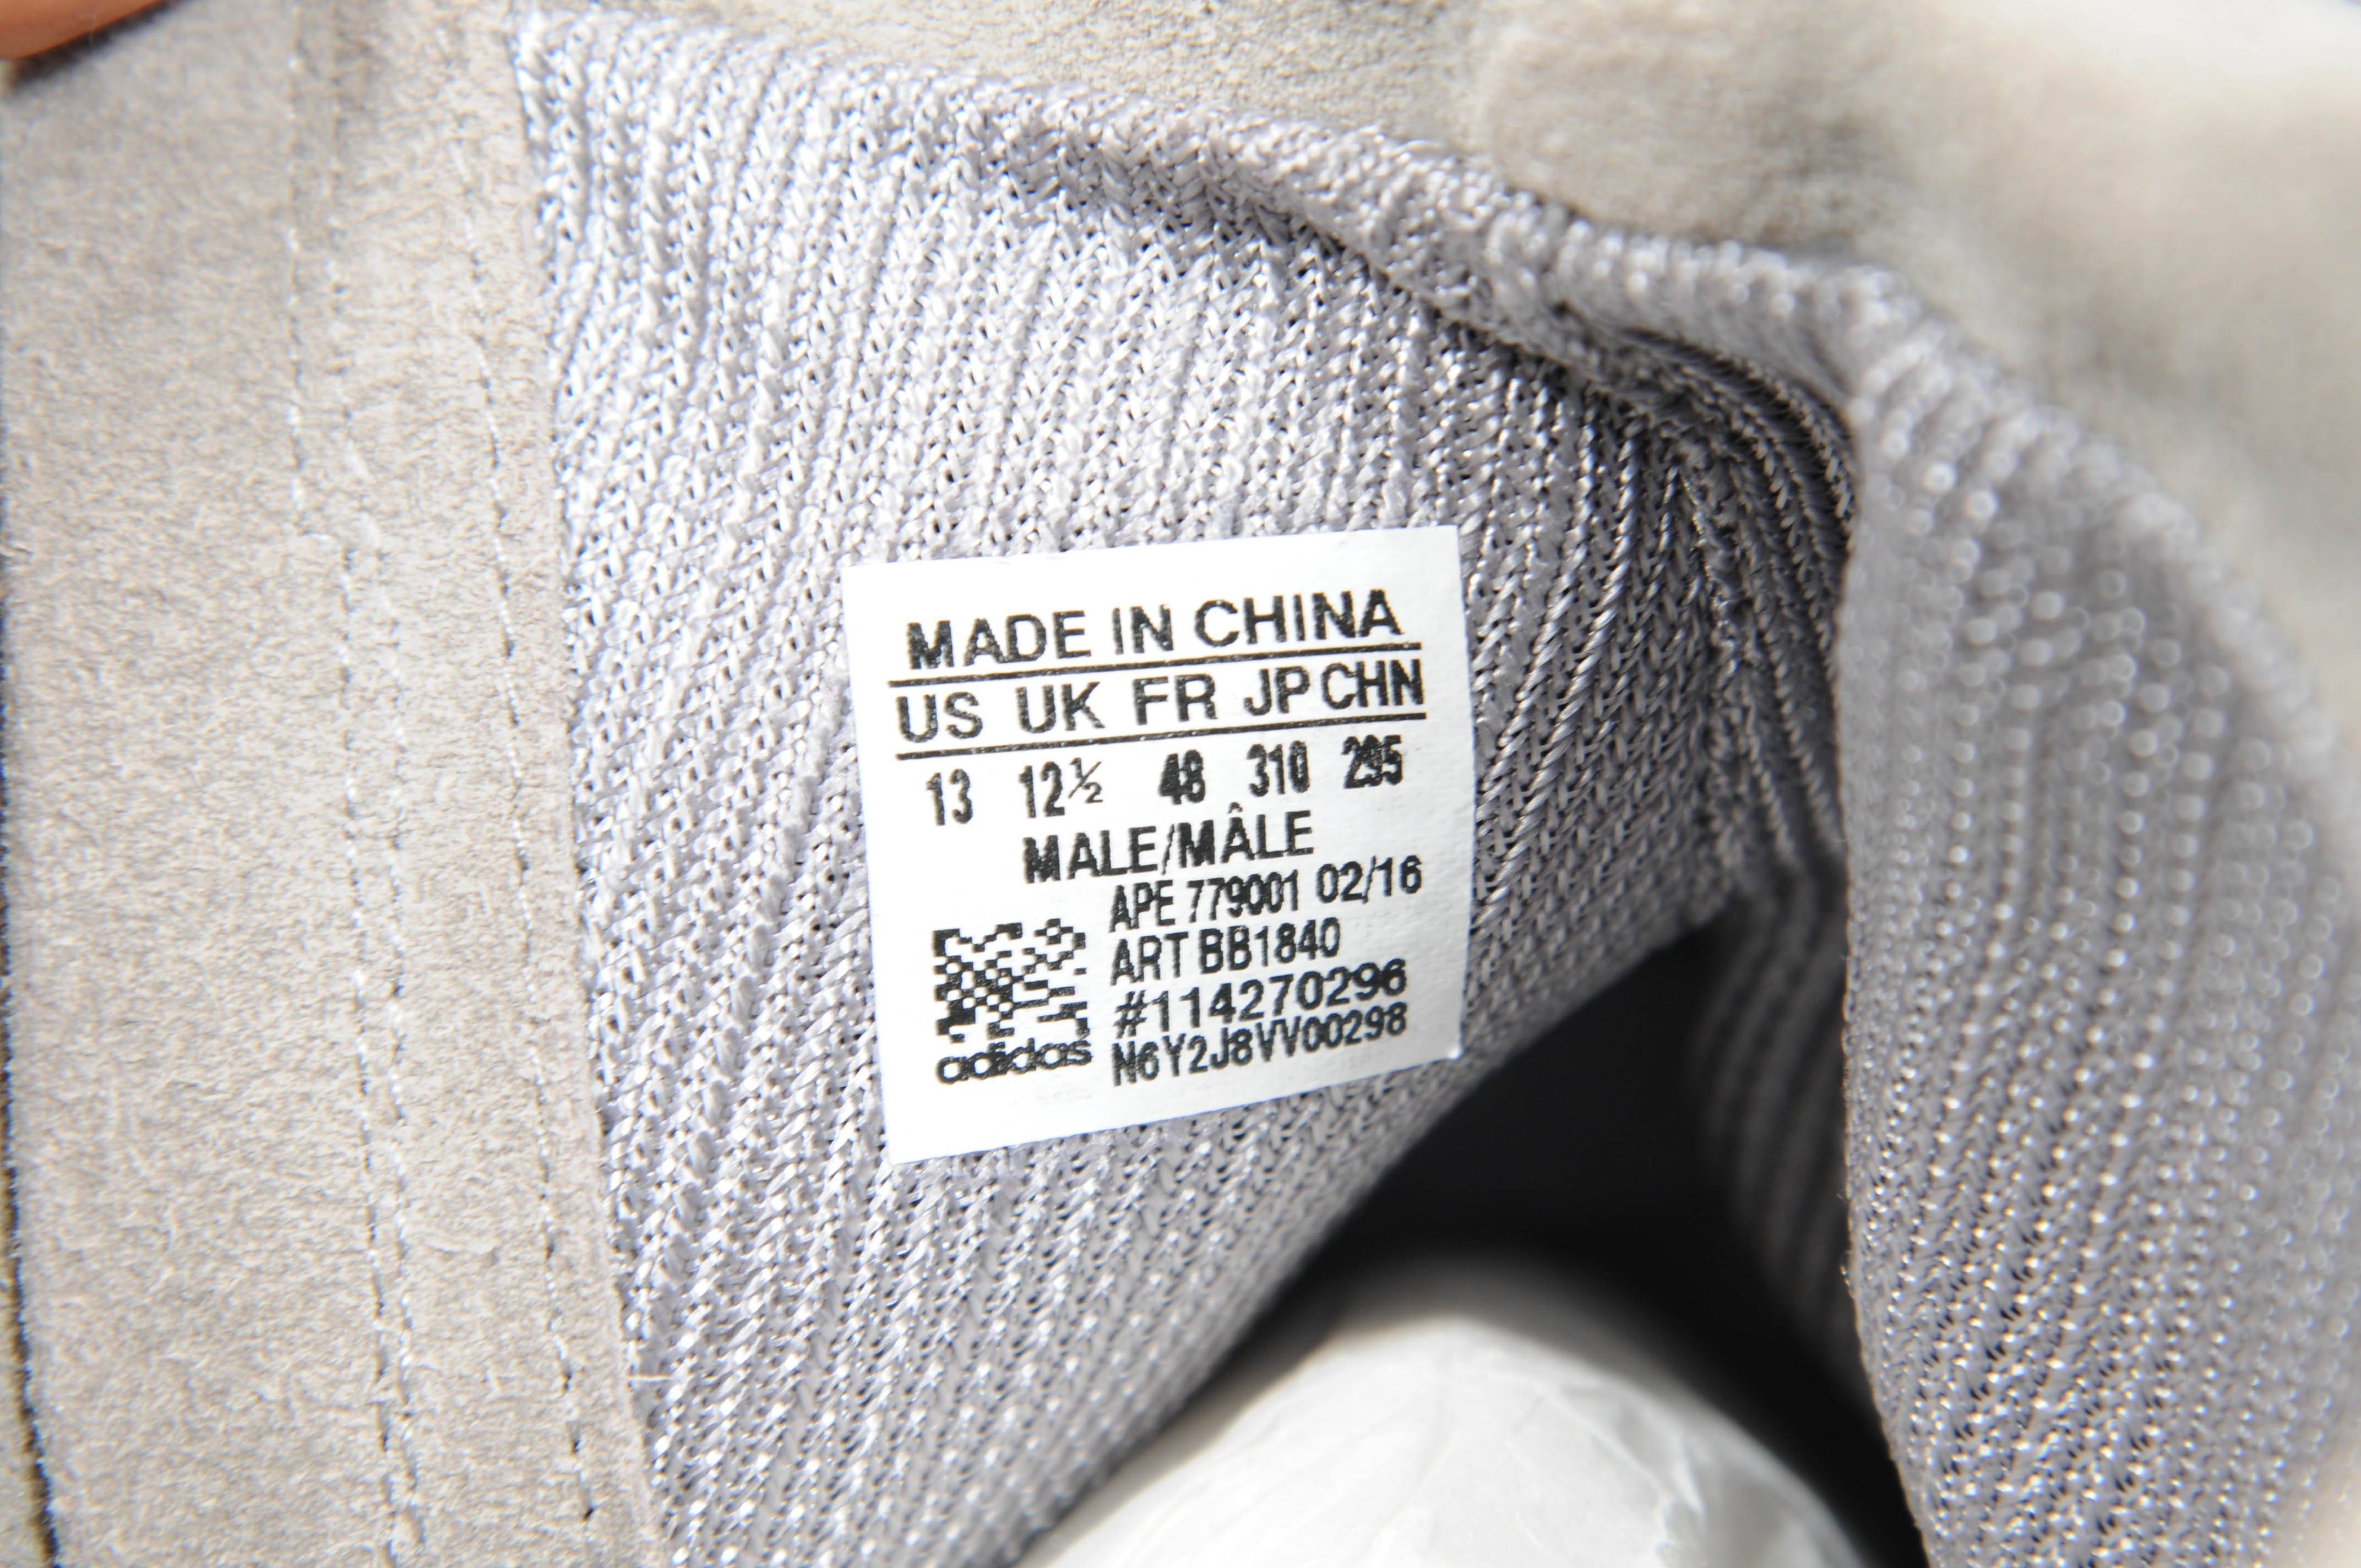 MADE IN CHINA
US UK FR JP CHN
13 12½ 48 310 295
MALE/MÂLE
APE 779001 02/16
ART BB1840
#114270296
N6Y2J8VV00298
adidas